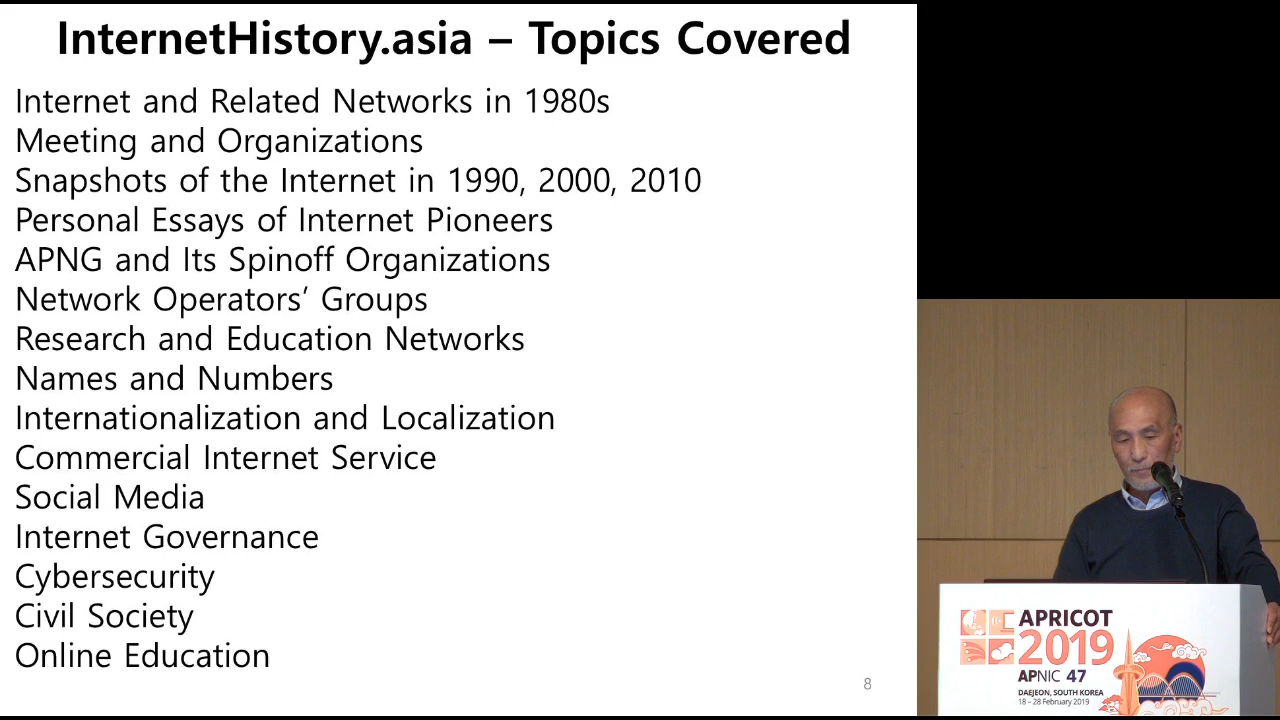 InternetHistory.asia – Topics Covered
Internet and Related Networks in 1980s
Meeting and Organizations
Snapshots of the Internet in 1990, 2000, 2010
Personal Essays of Internet Pioneers
APNG and Its Spinoff Organizations
Network Operators’ Groups
Research and Education Networks
Names and Numbers
Internationalization and Localization
Commercial Internet Service
Social Media
Internet Governance
Cybersecurity
Civil Society
Online Education
8
APRICOT
2019
APNIC 47
DAEJEON, SOUTH KOREA
18 – 28 February 2019